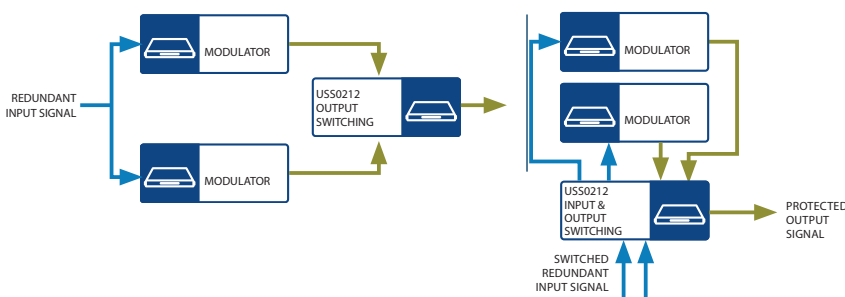 REDUNDANT
INPUT SIGNAL
MODULATOR
MODULATOR
USS0212
OUTPUT
SWITCHING
MODULATOR
MODULATOR
USS0212
INPUT &
OUTPUT
SWITCHING
SWITCHED
REDUNDANT
INPUT SIGNAL
PROTECTED
OUTPUT
SIGNAL